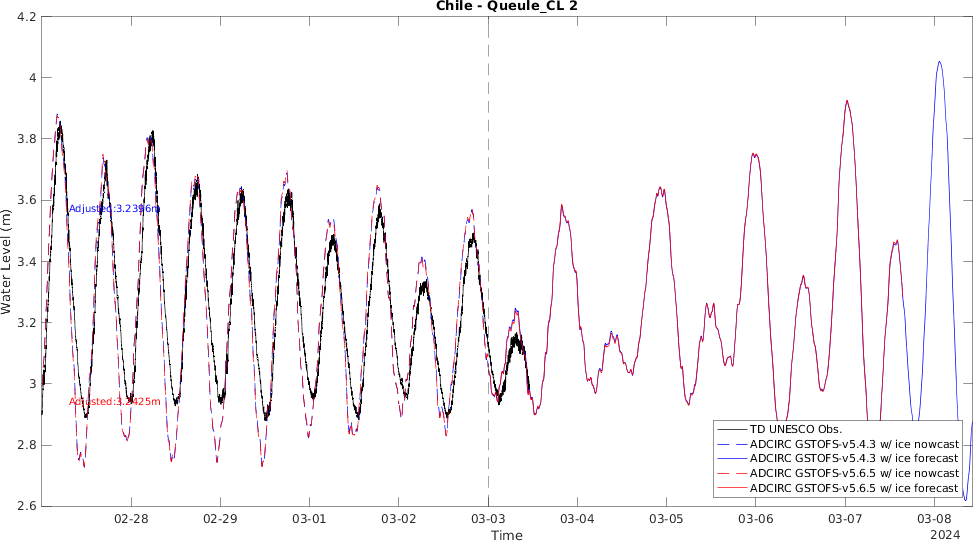 Chile - Queule_CL 2
4.2
4
3.8
3.6
3.4
3.2
3
2.8
2.6
Water Level (m)
Adjusted:3.2396m
Adjusted:3.2425m
TD UNESCO Obs.
ADCIRC GSTOFS-v5.4.3 w/ ice nowcast
ADCIRC GSTOFS-v5.4.3 w/ ice forecast
ADCIRC GSTOFS-v5.6.5 w/ ice nowcast
ADCIRC GSTOFS-v5.6.5 w/ ice forecast
02-28 02-29 03-01 03-02 03-03 03-04 03-05 03-06 03-07 03-08
Time
2024